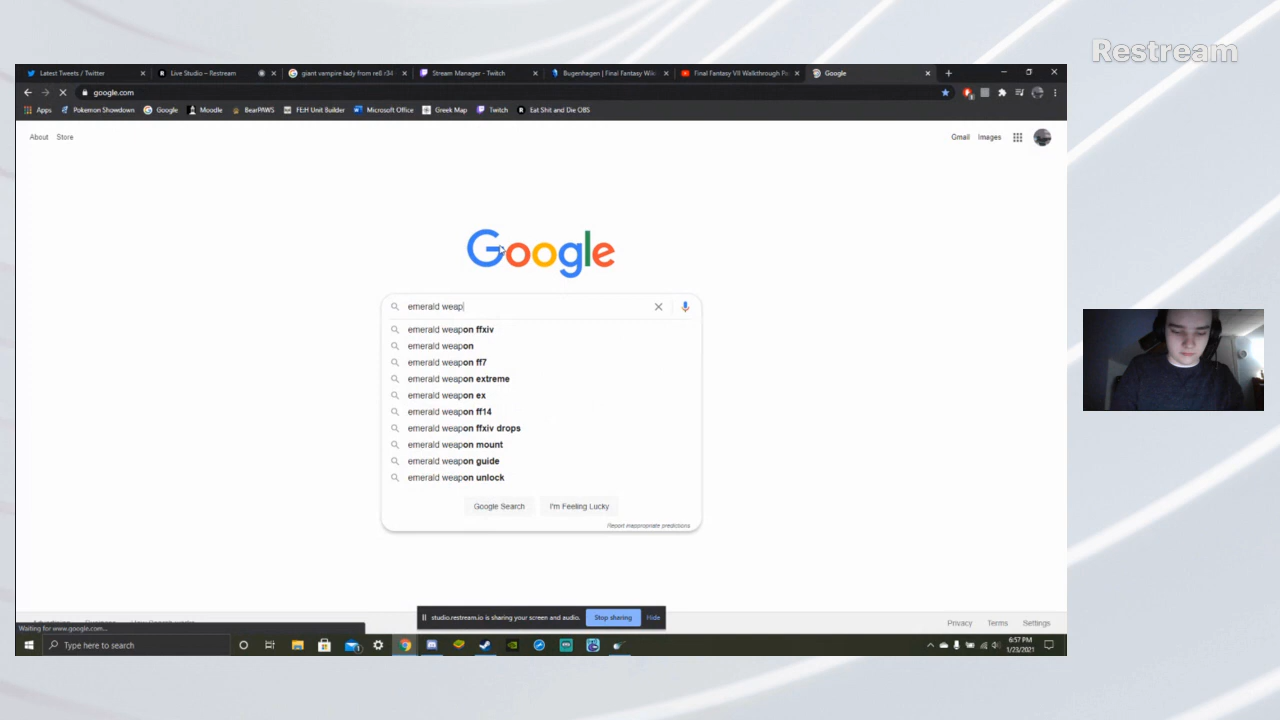 Restream
Latest Tweets / Twitter
Live Studio – Restream
giant vampire lady from re8 r34
Stream Manager - Twitch
Bugenhagen | Final Fantasy Wiki
Final Fantasy VII Walkthrough Pa
Google
google.com
Apps
Pokemon Showdown
Google
Moodle
BearPAWS
FE:H Unit Builder
Microsoft Office
Greek Map
Twitch
Eat Shit and Die OBS
About
Store
Gmail
Images
Google
emerald weap
emerald weapon ffxiv
emerald weapon
emerald weapon ff7
emerald weapon extreme
emerald weapon ex
emerald weapon ff14
emerald weapon ffxiv drops
emerald weapon mount
emerald weapon guide
emerald weapon unlock
Google Search
I'm Feeling Lucky
Report inappropriate predictions
studio.restream.io is sharing your screen and audio.
Stop sharing
Hide
Privacy
Terms
Settings
Waiting for www.google.com...
Type here to search
6:57 PM
1/23/2021